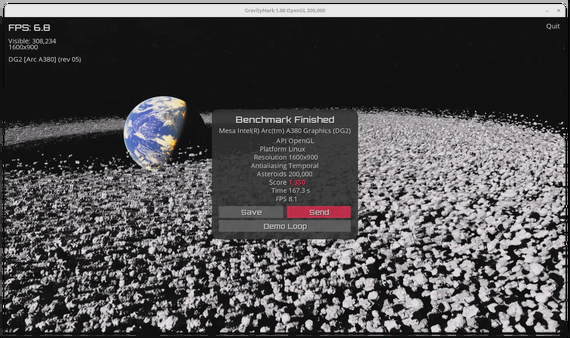 GravityMark 1.88 OpenGL 200,000
FPS: 6.8
Quit
Visible: 308,234
1600x900
DG2 [Arc A380] (rev 05)
Benchmark Finished
Mesa Intel(R) Arc(tm) A380 Graphics (DG2)
API OpenGL
Platform Linux
Resolution 1600x900
Antialiasing Temporal
Asteroids 200,000
Score
Time 167.3 s
FPS 8.1
Save
Send
Demo Loop